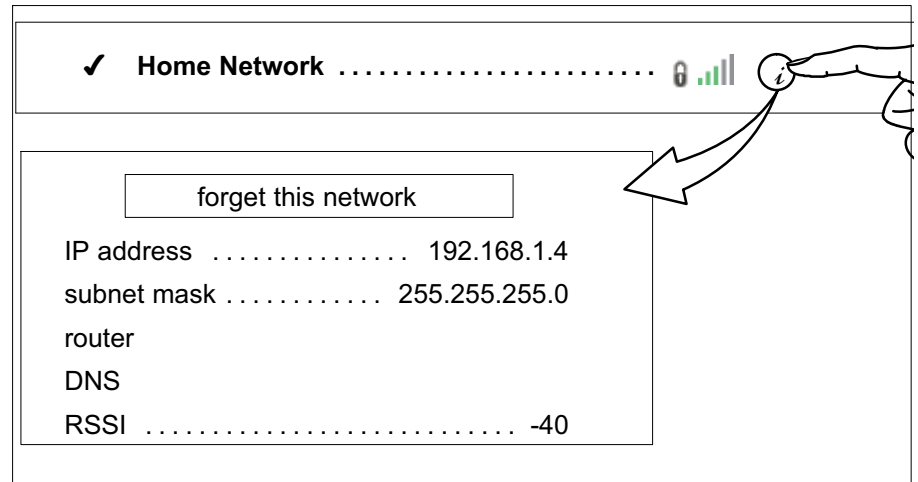 ✔ Home Network ........................ i
forget this network
IP address ............... 192.168.1.4
subnet mask ............ 255.255.255.0
router
DNS
RSSI ............................ -40